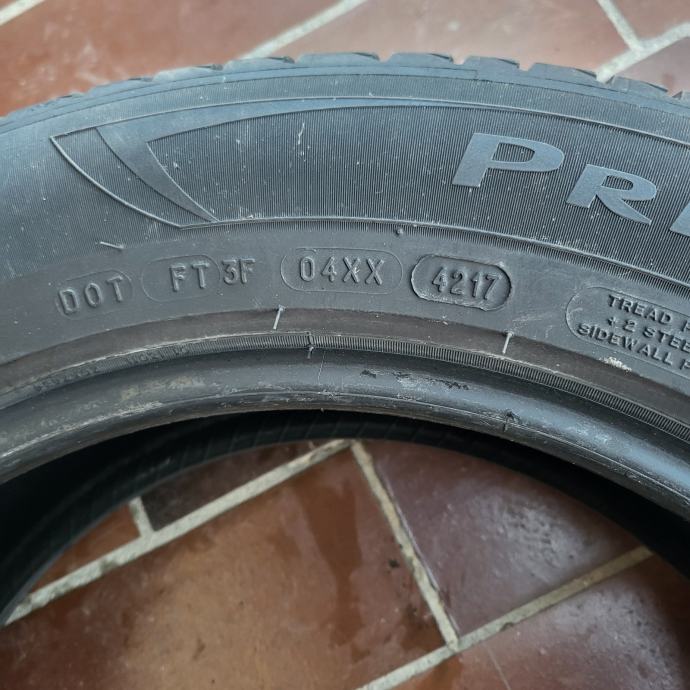 PR
DOT FT 3F 04XX 4217
TREAD
+ 2 STEE
SIDEWALL P